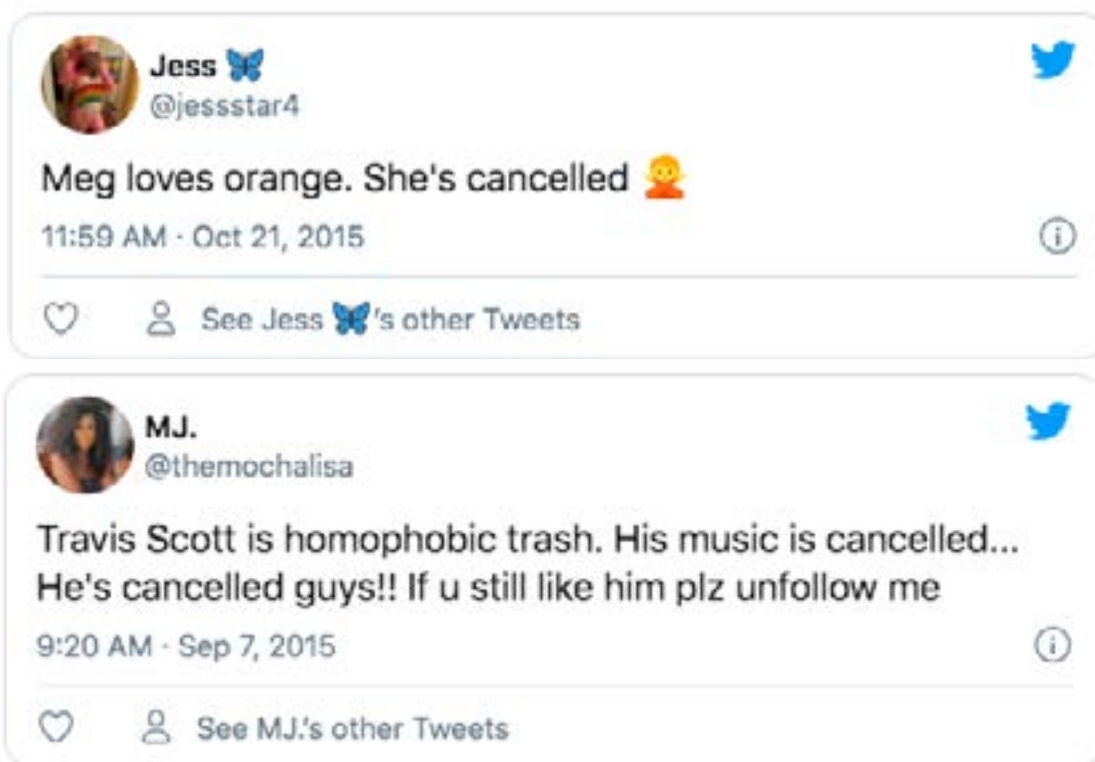 Jess 🦋
@jessstar4
Meg loves orange. She's cancelled 🙅
11:59 AM · Oct 21, 2015
See Jess 🦋's other Tweets
MJ.
@themochalisa
Travis Scott is homophobic trash. His music is cancelled...
He's cancelled guys!! If u still like him plz unfollow me
9:20 AM · Sep 7, 2015
See MJ.'s other Tweets